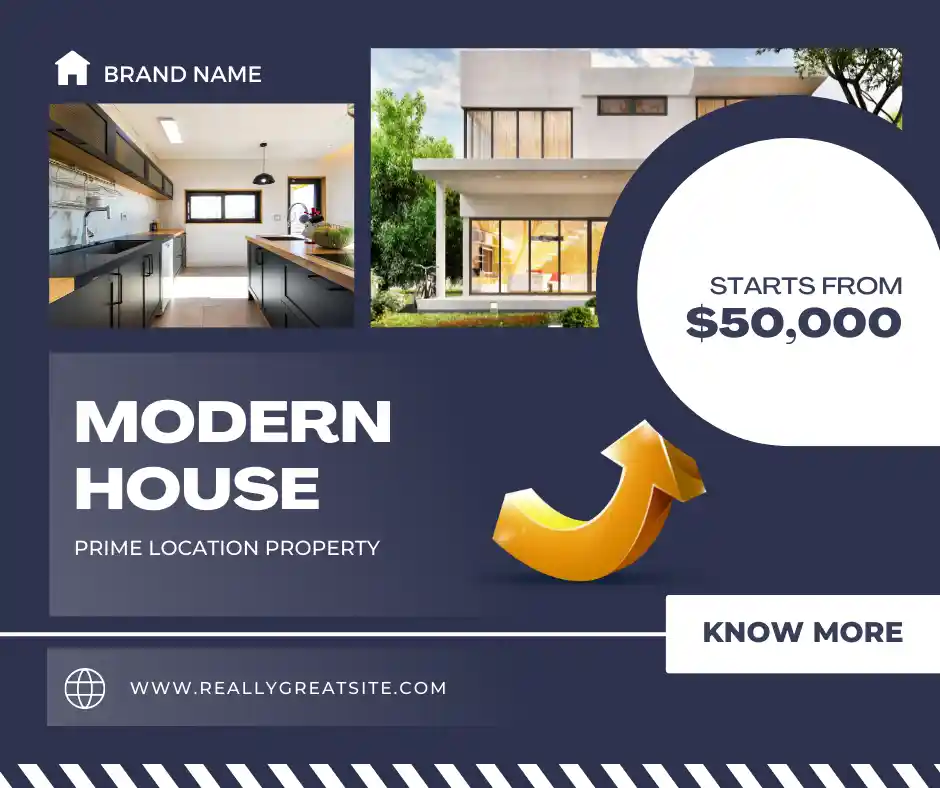 BRAND NAME
STARTS FROM
$50,000
MODERN
HOUSE
PRIME LOCATION PROPERTY
KNOW MORE
WWW.REALLYGREATSITE.COM